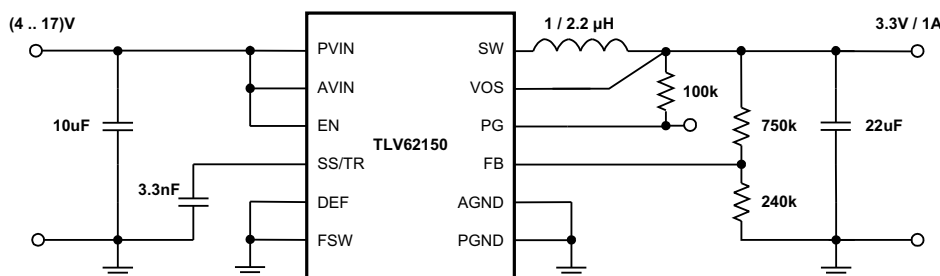 (4 .. 17)V
1 / 2.2 µH
3.3V / 1A
PVIN
SW
AVIN
VOS
100k
10uF
EN
PG
750k
22uF
TLV62150
SS/TR
FB
3.3nF
DEF
AGND
240k
FSW
PGND